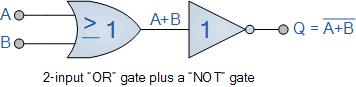 A
B
≥ 1
A+B
1
Q = A̅+̅B̅
2-input “OR” gate plus a “NOT” gate